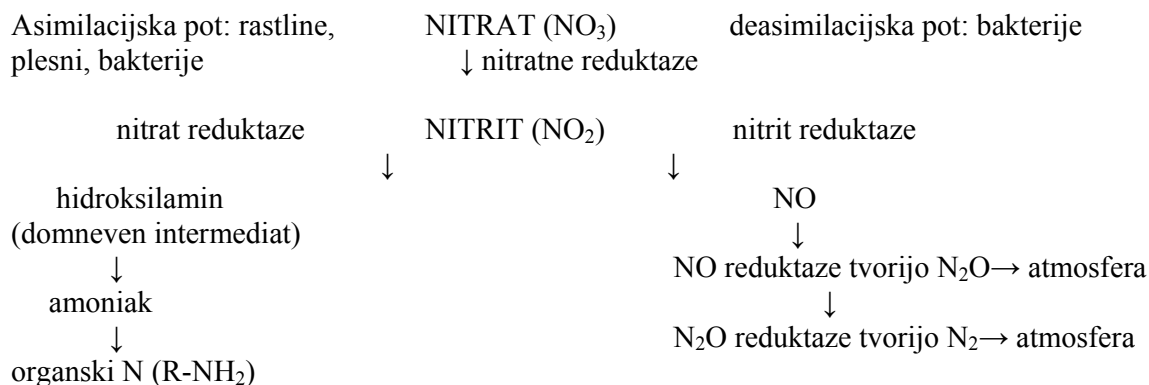 Asimilacijska pot: rastline, NITRAT (NO₃) deasimilacijska pot: bakterije
plesni, bakterije ↓ nitratne reduktaze
nitrat reduktaze NITRIT (NO₂) nitrit reduktaze
↓ ↓
hidroksilamin NO
(domneven intermediat) ↓
↓ NO reduktaze tvorijo N₂O→ atmosfera
amoniak ↓
↓ N₂O reduktaze tvorijo N₂→ atmosfera
organski N (R-NH₂)